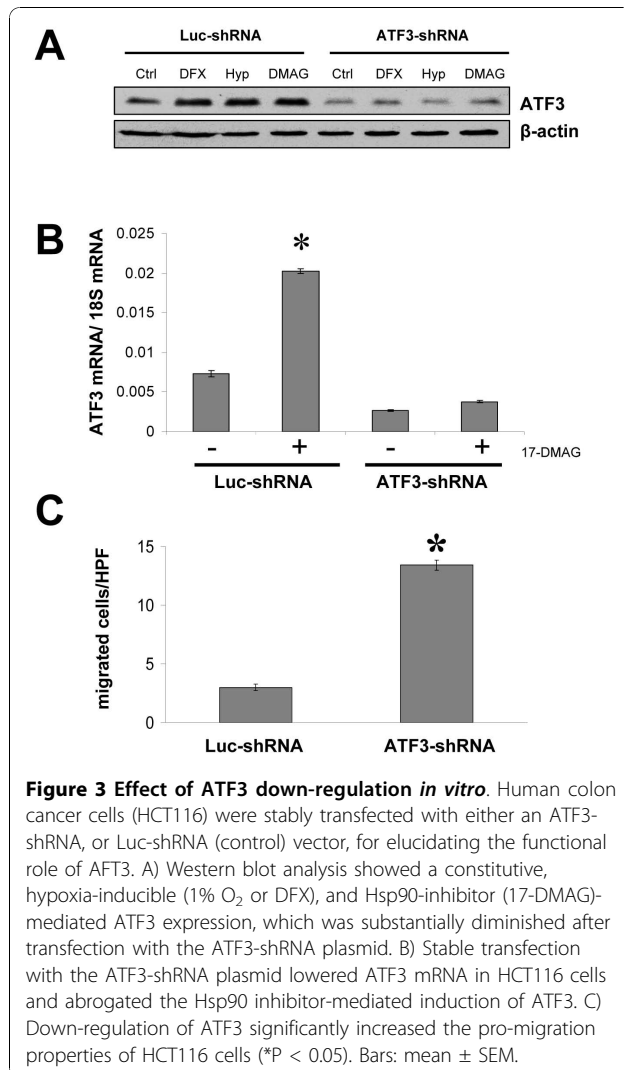 A
Luc-shRNA ATF3-shRNA
Ctrl DFX Hyp DMAG Ctrl DFX Hyp DMAG
ATF3
β-actin
B
ATF3 mRNA/ 18S mRNA
0.025
0.02
0.015
0.01
0.005
0
*
- + - + 17-DMAG
Luc-shRNA ATF3-shRNA
C
migrated cells/HPF
15
10
5
0
*
Luc-shRNA ATF3-shRNA
Figure 3 Effect of ATF3 down-regulation in vitro. Human colon
cancer cells (HCT116) were stably transfected with either an ATF3-
shRNA, or Luc-shRNA (control) vector, for elucidating the functional
role of AFT3. A) Western blot analysis showed a constitutive,
hypoxia-inducible (1% O₂ or DFX), and Hsp90-inhibitor (17-DMAG)-
mediated ATF3 expression, which was substantially diminished after
transfection with the ATF3-shRNA plasmid. B) Stable transfection
with the ATF3-shRNA plasmid lowered ATF3 mRNA in HCT116 cells
and abrogated the Hsp90 inhibitor-mediated induction of ATF3. C)
Down-regulation of ATF3 significantly increased the pro-migration
properties of HCT116 cells (*P < 0.05). Bars: mean ± SEM.